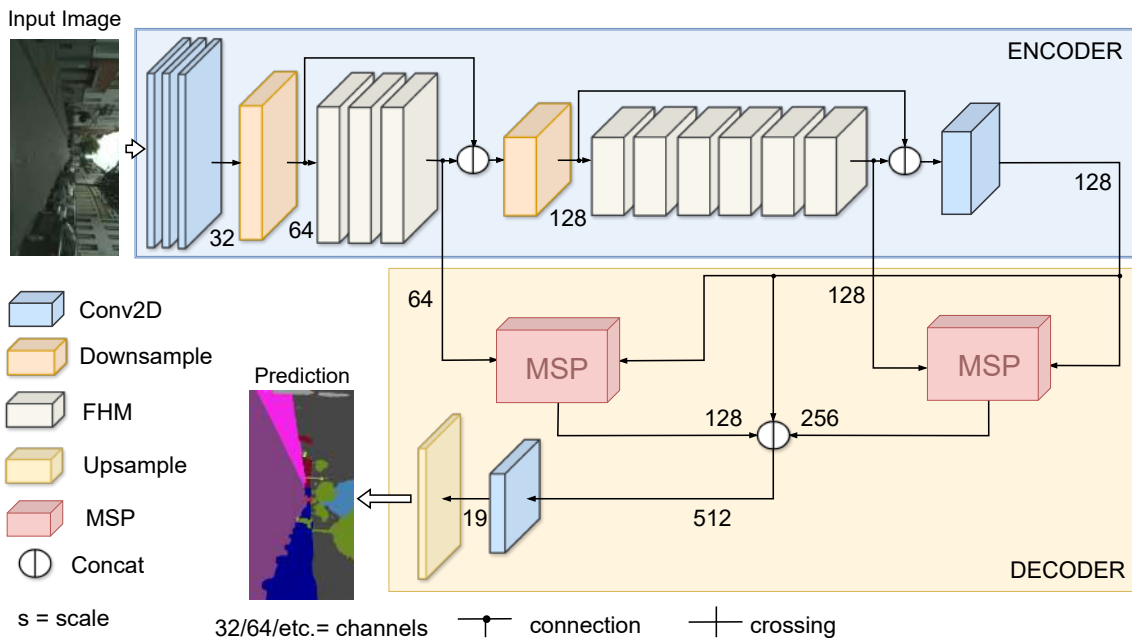 Input Image
ENCODER
32
64
128
128
64
128
MSP
MSP
128
256
512
19
DECODER
Conv2D
Downsample
FHM
Upsample
MSP
Concat
s = scale
Prediction
32/64/etc.= channels
connection
crossing